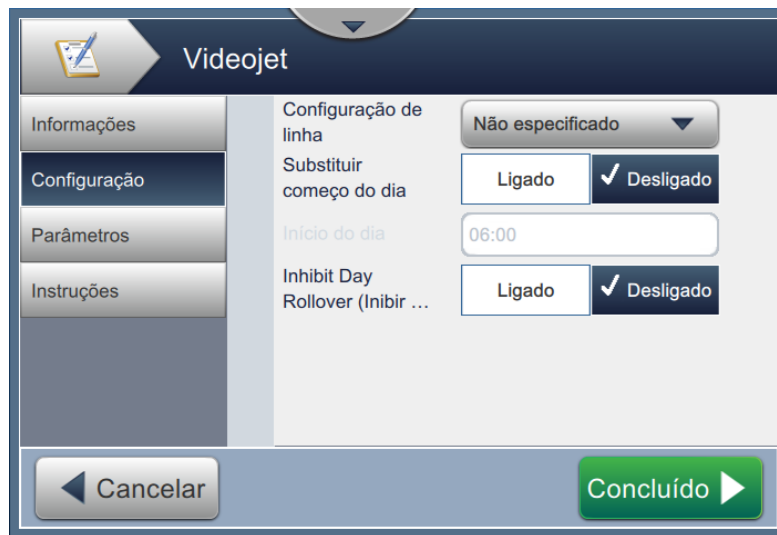 Videojet
Informações
Configuração
Parâmetros
Instruções
Configuração de
linha
Não especificado
Substituir
começo do dia
Ligado
Desligado
Início do dia
06:00
Inhibit Day
Rollover (Inibir ...
Ligado
Desligado
Cancelar
Concluído